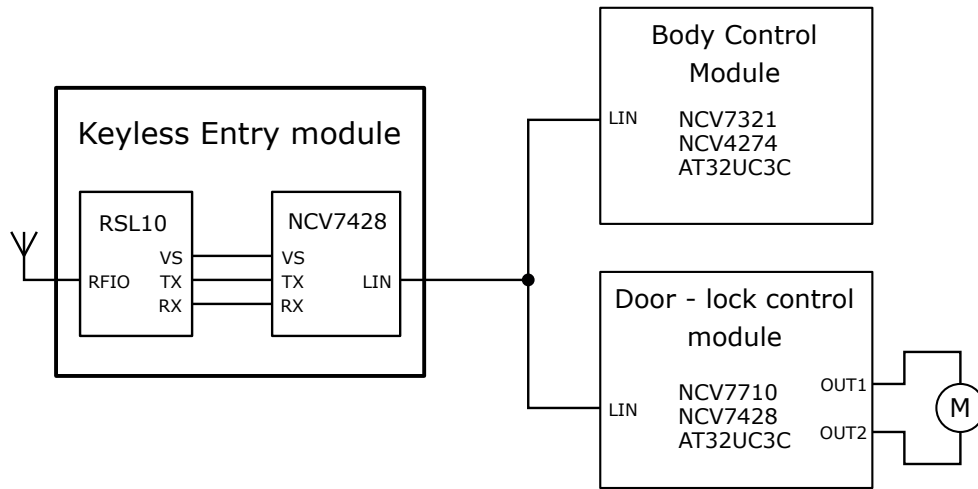 Keyless Entry module
RSL10
VS
RFIO TX
RX
NCV7428
VS
TX LIN
RX
Body Control
Module
LIN NCV7321
NCV4274
AT32UC3C
Door - lock control
module
NCV7710 OUT1
LIN NCV7428
AT32UC3C OUT2
M